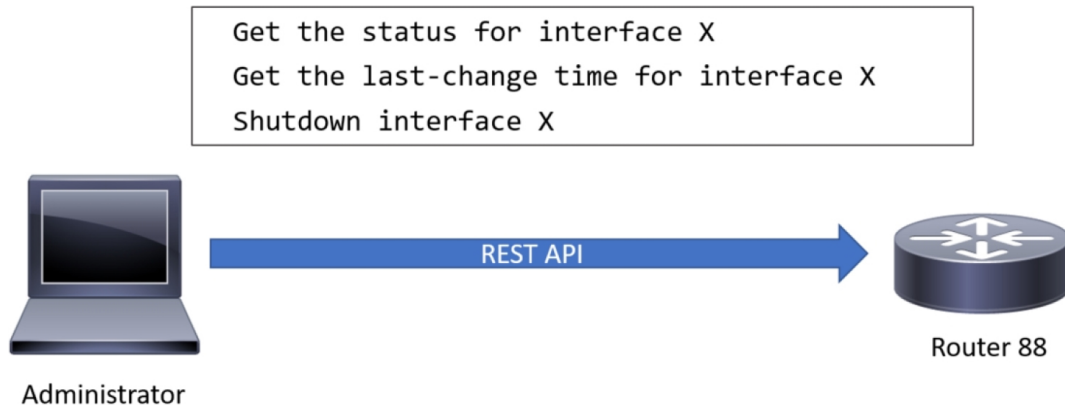 Get the status for interface X
Get the last-change time for interface X
Shutdown interface X
REST API
Router 88
Administrator